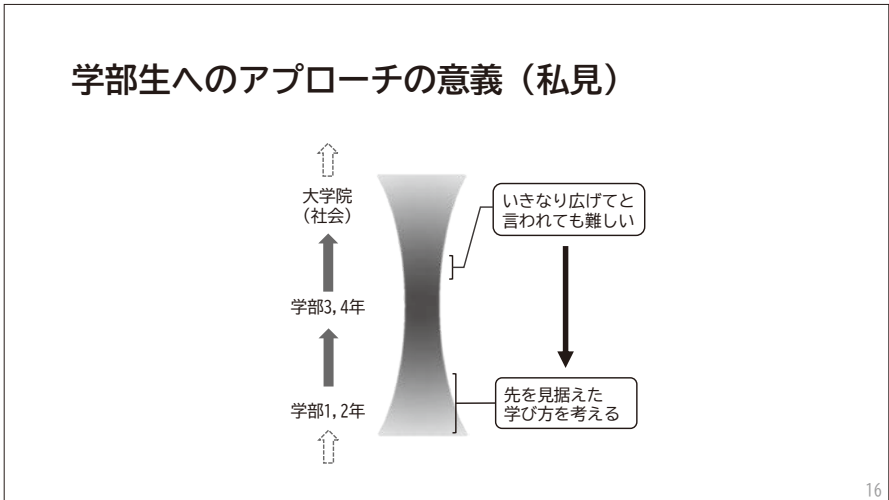 学部生へのアプローチの意義（私見）
大学院
（社会）
学部3,4年
学部1,2年
いきなり広げてと
言われても難しい
先を見据えた
学び方を考える
16